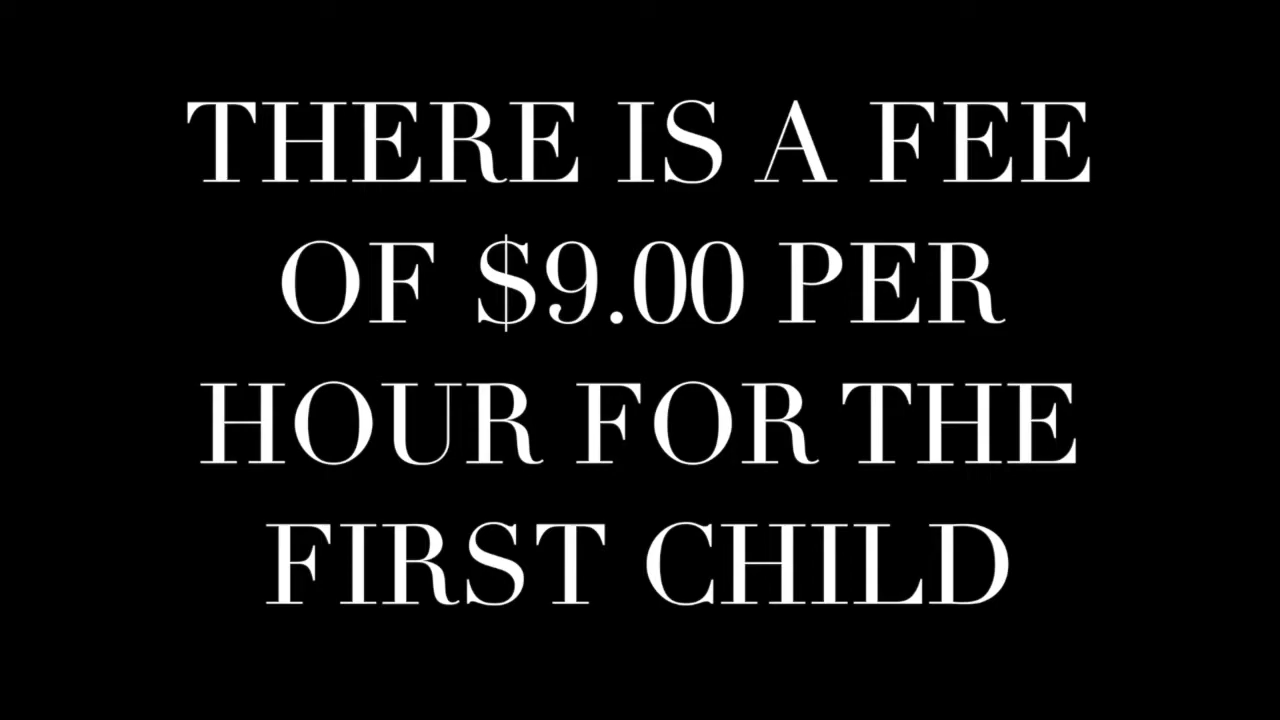 THERE IS A FEE
OF $9.00 PER
HOUR FOR THE
FIRST CHILD